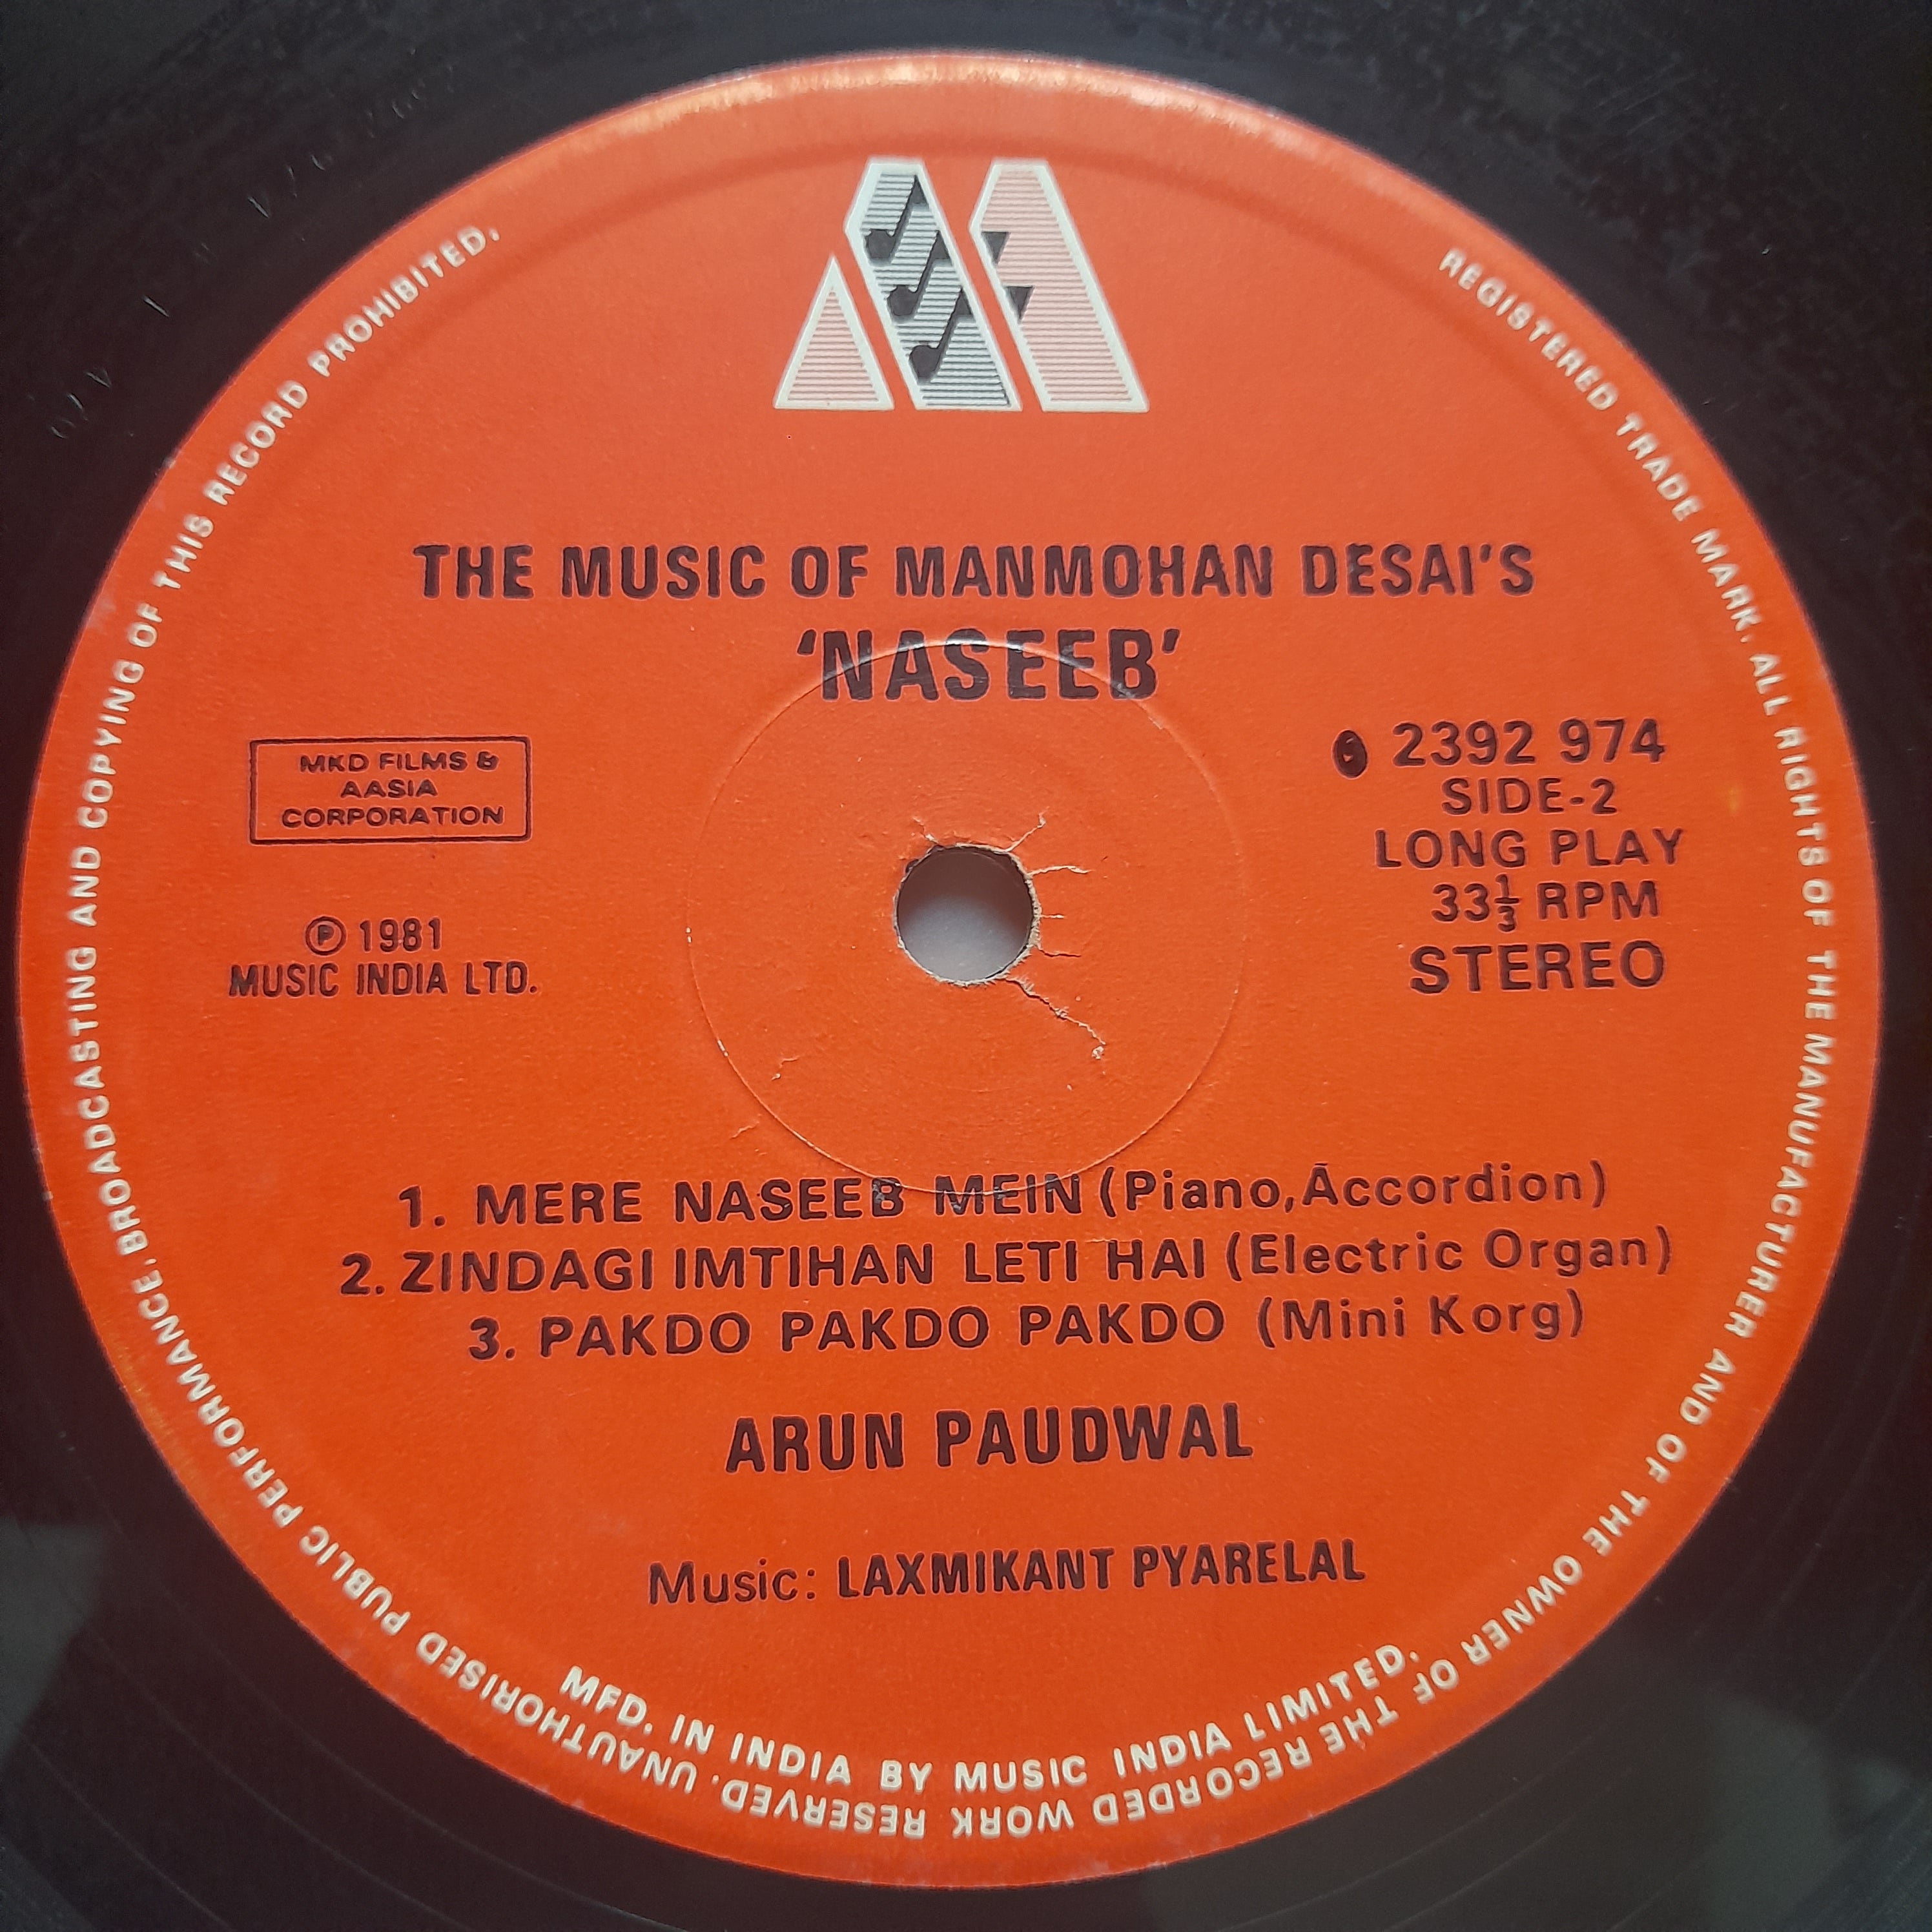 THE MUSIC OF MANMOHAN DESAI'S
'NASEEB'
MKD FILMS &
AASIA
CORPORATION
Ⓟ 1981
MUSIC INDIA LTD.
2392 974
SIDE-2
LONG PLAY
33⅓ RPM
STEREO
1. MERE NASEEB MEIN (Piano, Accordion)
2. ZINDAGI IMTIHAN LETI HAI (Electric Organ)
3. PAKDO PAKDO PAKDO (Mini Korg)
ARUN PAUDWAL
Music: LAXMIKANT PYARELAL
MFD. IN INDIA BY MUSIC INDIA LIMITED.
REGISTERED TRADE MARK. ALL RIGHTS OF THE MANUFACTURER AND OF THE OWNER OF THE RECORDED WORK RESERVED. UNAUTHORISED PUBLIC PERFORMANCE. BROADCASTING AND COPYING OF THIS RECORD PROHIBITED.